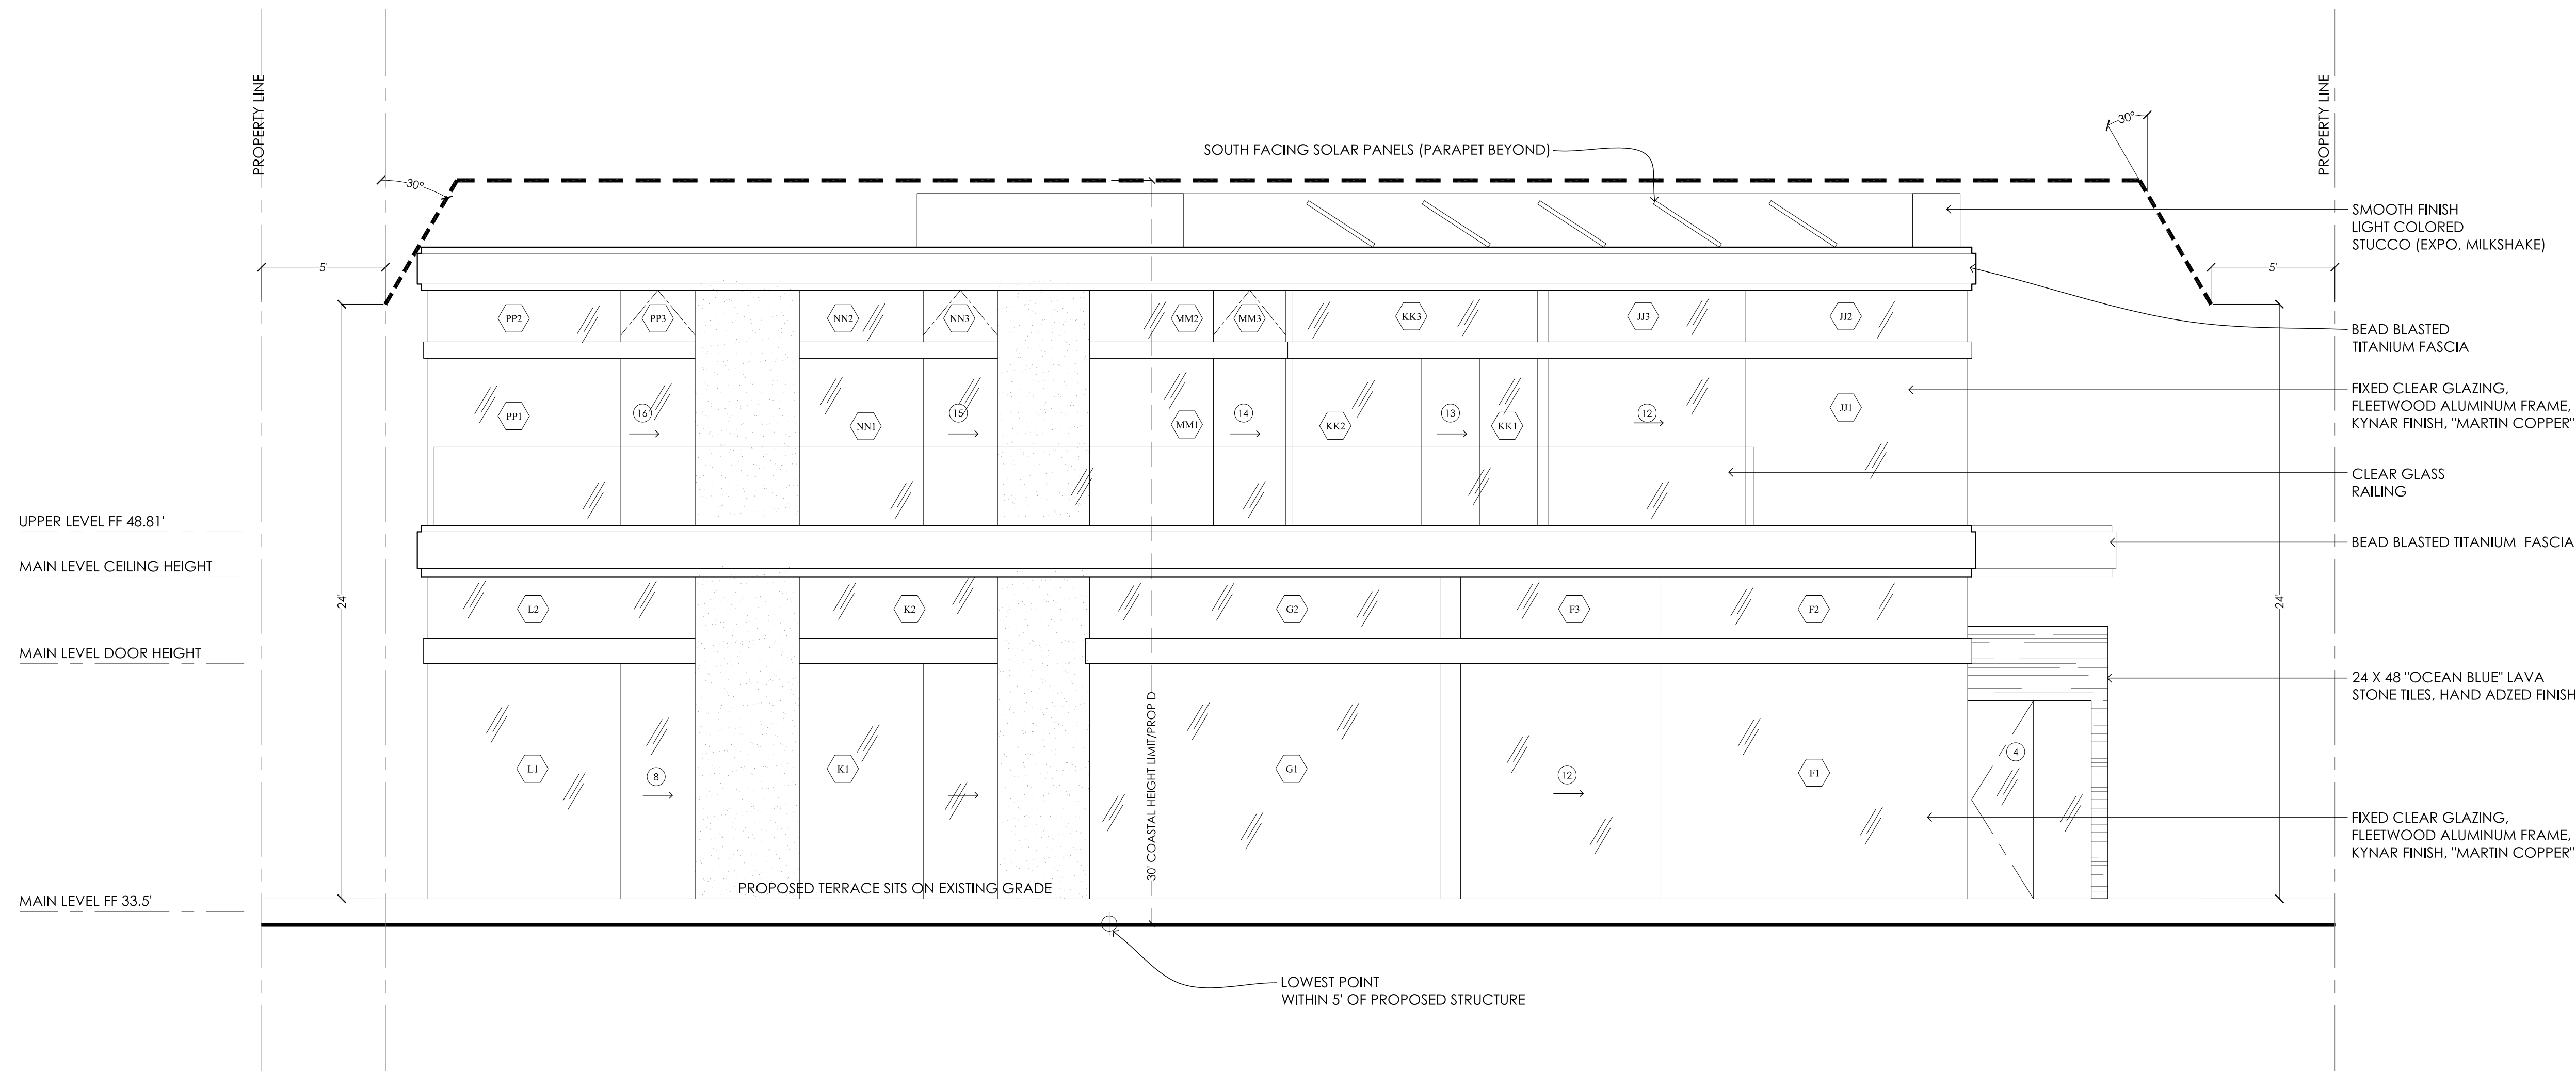 PROPERTY LINE
PROPERTY LINE
30°
30°
SOUTH FACING SOLAR PANELS (PARAPET BEYOND)
SMOOTH FINISH
LIGHT COLORED
STUCCO (EXPO, MILKSHAKE)
5'
5'
PP2
PP3
NN2
NN3
MM2
MM3
KK3
JJ3
JJ2
BEAD BLASTED
TITANIUM FASCIA
FIXED CLEAR GLAZING,
FLEETWOOD ALUMINUM FRAME,
KYNAR FINISH, "MARTIN COPPER"
PP1
16
NN1
15
MM1
14
KK2
13
KK1
12
JJ1
CLEAR GLASS
RAILING
UPPER LEVEL FF 48.81'
BEAD BLASTED TITANIUM FASCIA
MAIN LEVEL CEILING HEIGHT
24'
24'
L2
K2
G2
F3
F2
MAIN LEVEL DOOR HEIGHT
24 X 48 "OCEAN BLUE" LAVA
STONE TILES, HAND ADZED FINISH
30' COASTAL HEIGHT LIMIT/PROP D
L1
8
K1
G1
12
F1
4
FIXED CLEAR GLAZING,
FLEETWOOD ALUMINUM FRAME,
KYNAR FINISH, "MARTIN COPPER"
PROPOSED TERRACE SITS ON EXISTING GRADE
MAIN LEVEL FF 33.5'
LOWEST POINT
WITHIN 5' OF PROPOSED STRUCTURE